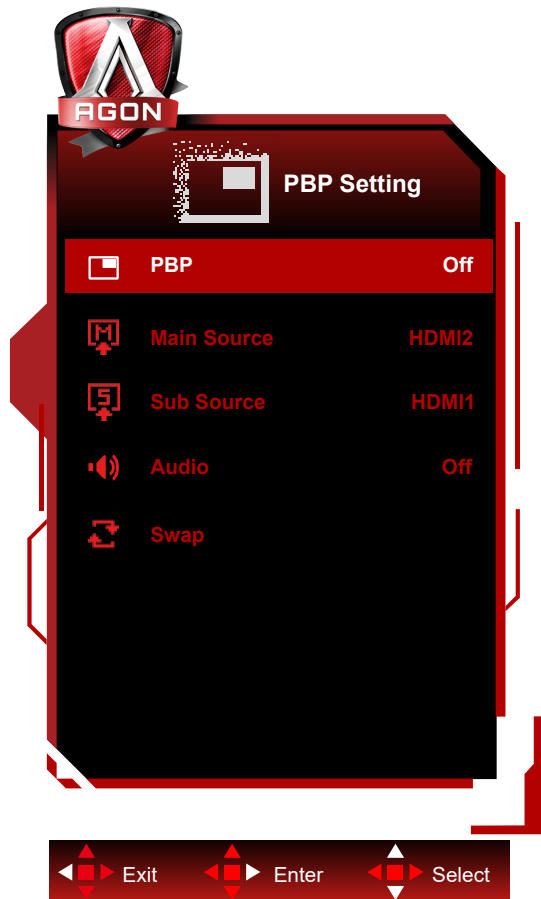 AGON
PBP Setting
PBP Off
M Main Source HDMI2
S Sub Source HDMI1
Audio Off
Swap
Exit Enter Select